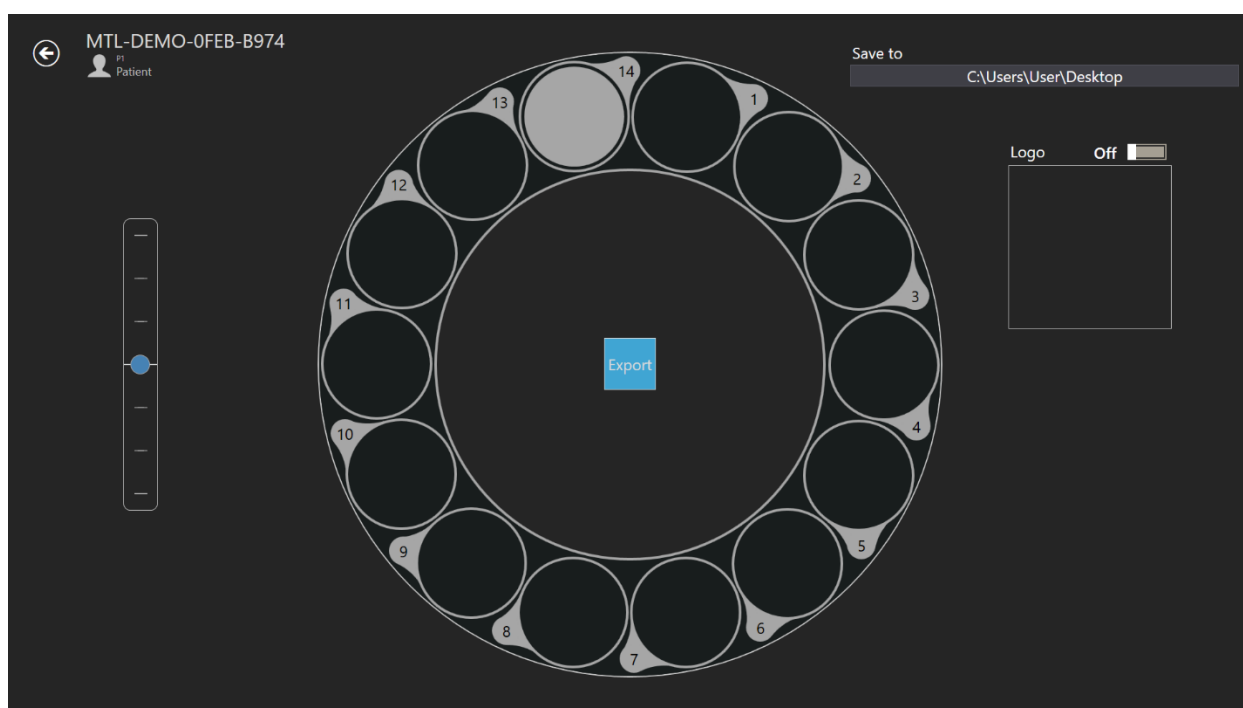 MTL-DEMO-0FEB-B974
P1
Patient
Save to
C:\Users\User\Desktop
Logo Off
14
1
13
2
12
3
11
Export
4
10
5
9
6
8
7